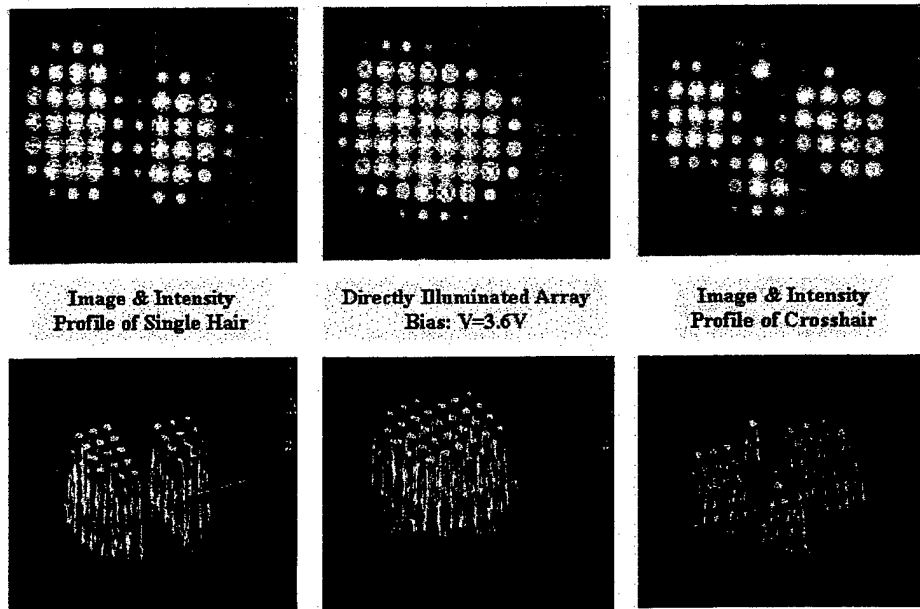 Image & Intensity
Profile of Single Hair
Directly Illuminated Array
Bias: V=3.6V
Image & Intensity
Profile of Crosshair